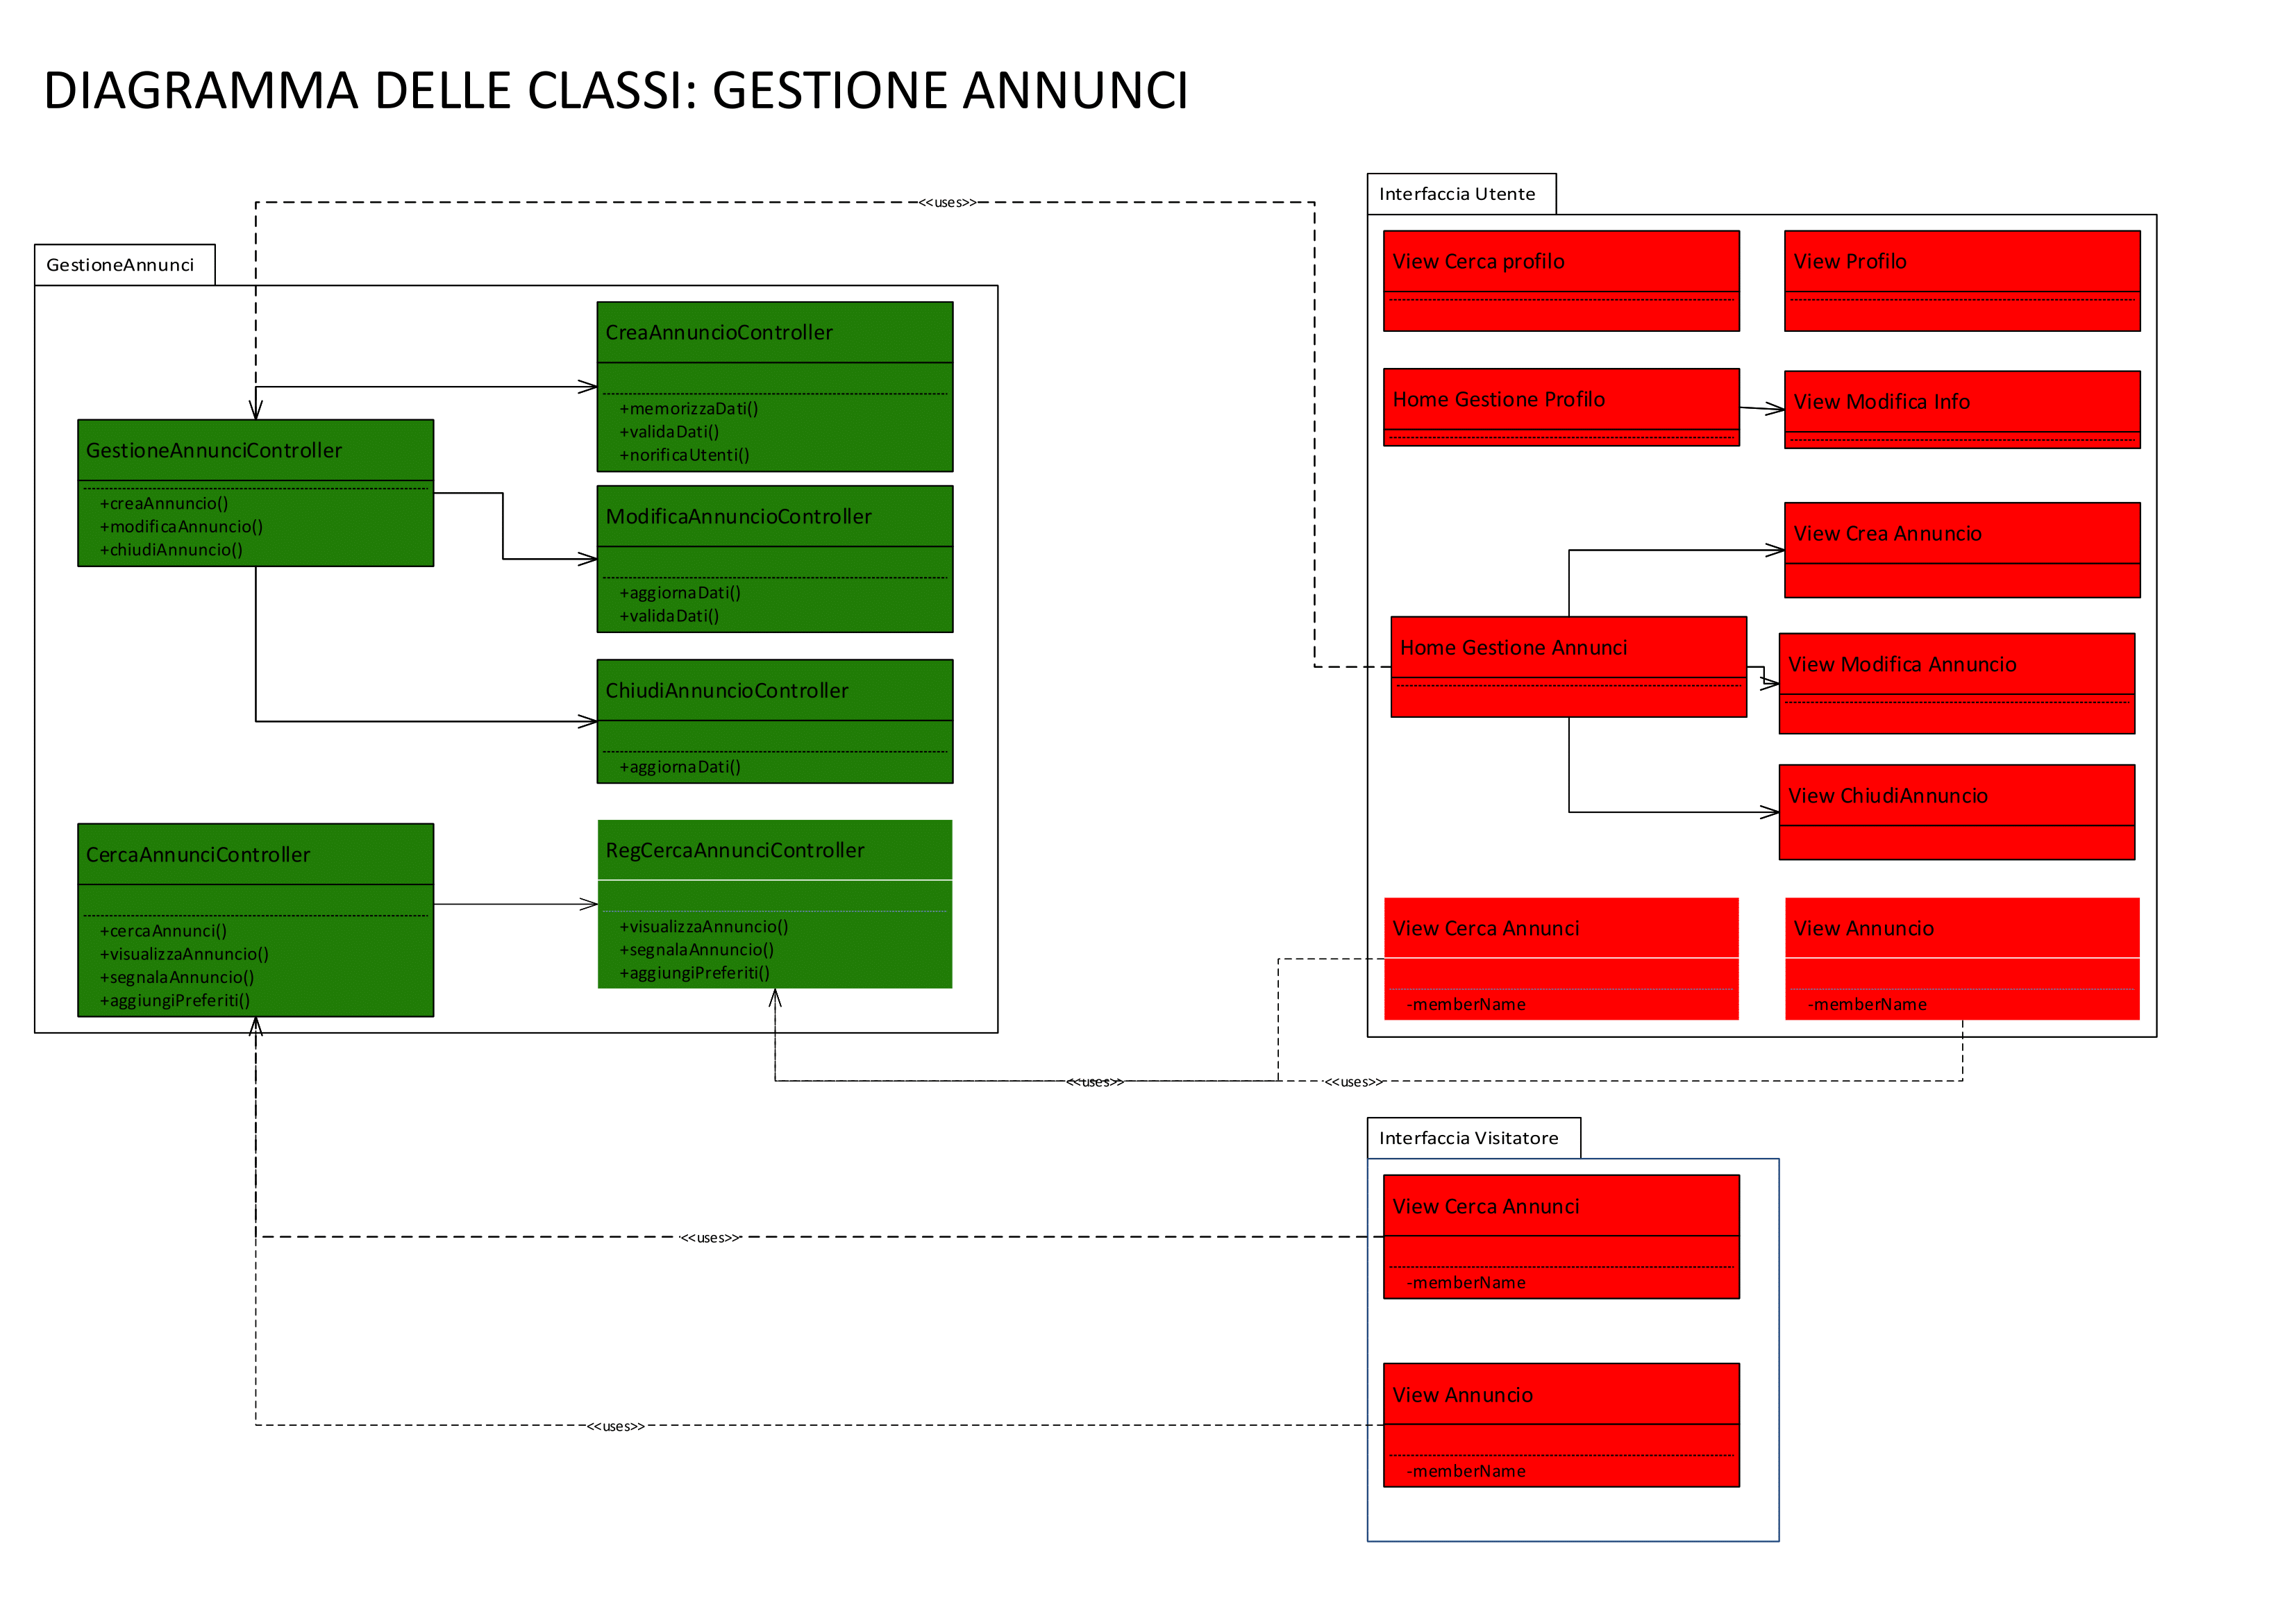 DIAGRAMMA DELLE CLASSI: GESTIONE ANNUNCI
<<uses>>
GestioneAnnunci
CreaAnnuncioController
+memorizzaDati()
+validaDati()
+norificaUtenti()
GestioneAnnunciController
+creaAnnuncio()
+modificaAnnuncio()
+chiudiAnnuncio()
ModificaAnnuncioController
+aggiornaDati()
+validaDati()
ChiudiAnnuncioController
+aggiornaDati()
CercaAnnunciController
+cercaAnnunci()
+visualizzaAnnuncio()
+segnalaAnnuncio()
+aggiungiPreferiti()
RegCercaAnnunciController
+visualizzaAnnuncio()
+segnalaAnnuncio()
+aggiungiPreferiti()
Interfaccia Utente
View Cerca profilo
View Profilo
Home Gestione Profilo
View Modifica Info
View Crea Annuncio
Home Gestione Annunci
View Modifica Annuncio
View ChiudiAnnuncio
View Cerca Annunci
-memberName
View Annuncio
-memberName
<<uses>>
<<uses>>
Interfaccia Visitatore
View Cerca Annunci
-memberName
<<uses>>
View Annuncio
-memberName
<<uses>>